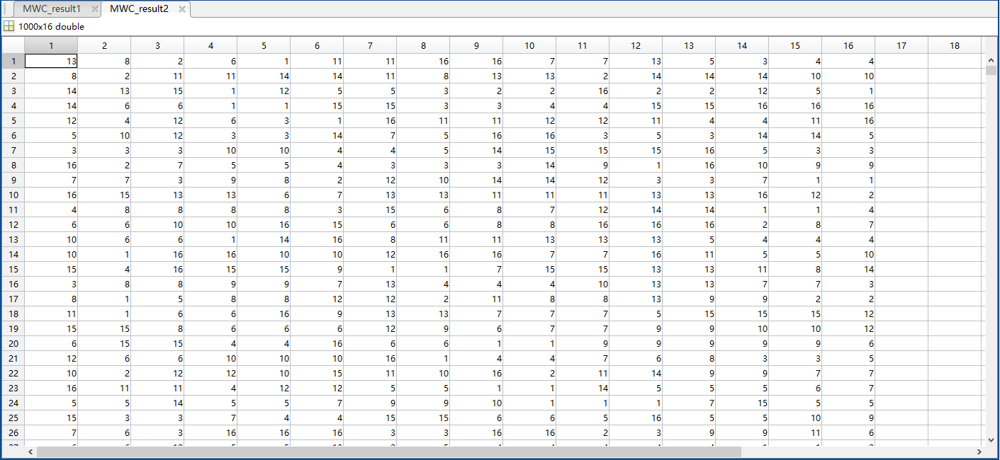 MWC_result1 MWC_result2
1000x16 double
1 2 3 4 5 6 7 8 9 10 11 12 13 14 15 16 17 18
1 13 8 2 6 1 11 11 16 16 7 7 13 5 3 4 4
2 8 2 11 11 14 14 11 8 13 13 2 14 14 14 10 10
3 14 13 15 1 12 5 5 3 2 2 16 2 2 12 5 1
4 14 6 6 1 1 15 15 3 3 4 4 15 15 16 16 16
5 12 4 12 6 3 1 16 11 11 12 12 11 4 4 11 16
6 5 10 12 3 3 14 7 5 16 16 3 5 3 14 14 5
7 3 3 3 10 10 4 4 5 14 15 15 15 16 5 3 3
8 16 2 7 5 5 4 3 3 3 14 9 1 16 10 9 9
9 7 7 3 9 8 2 12 10 14 14 12 3 3 7 1 1
10 16 15 13 13 6 7 13 13 11 11 11 13 13 16 12 2
11 4 8 8 8 8 3 15 6 8 7 12 14 14 1 1 4
12 6 6 10 10 16 15 6 6 8 8 16 16 16 2 8 7
13 10 6 6 1 14 16 8 11 11 13 13 13 5 4 4 4
14 10 1 16 16 10 10 12 16 16 7 7 16 11 5 5 10
15 15 4 16 15 15 9 1 1 7 15 15 13 13 11 8 14
16 3 8 8 9 9 7 13 4 4 4 10 13 13 7 7 3
17 8 1 5 8 8 12 12 2 11 8 8 13 9 9 2 2
18 11 1 6 6 16 9 13 13 7 7 7 5 15 15 15 12
19 15 15 8 6 6 6 12 9 6 7 7 9 9 10 10 12
20 6 15 15 4 4 16 6 6 1 1 9 9 9 9 9 6
21 12 6 6 10 10 10 16 1 4 4 7 6 8 3 3 5
22 10 2 12 12 10 15 11 10 16 2 11 14 9 9 7 7
23 16 11 11 4 12 12 5 5 1 1 14 5 5 5 6 7
24 5 5 14 5 5 7 9 9 10 1 1 1 7 15 5 5
25 15 3 3 7 4 4 15 15 6 6 5 16 5 5 10 9
26 7 6 3 16 16 16 3 3 16 16 2 3 9 9 11 6